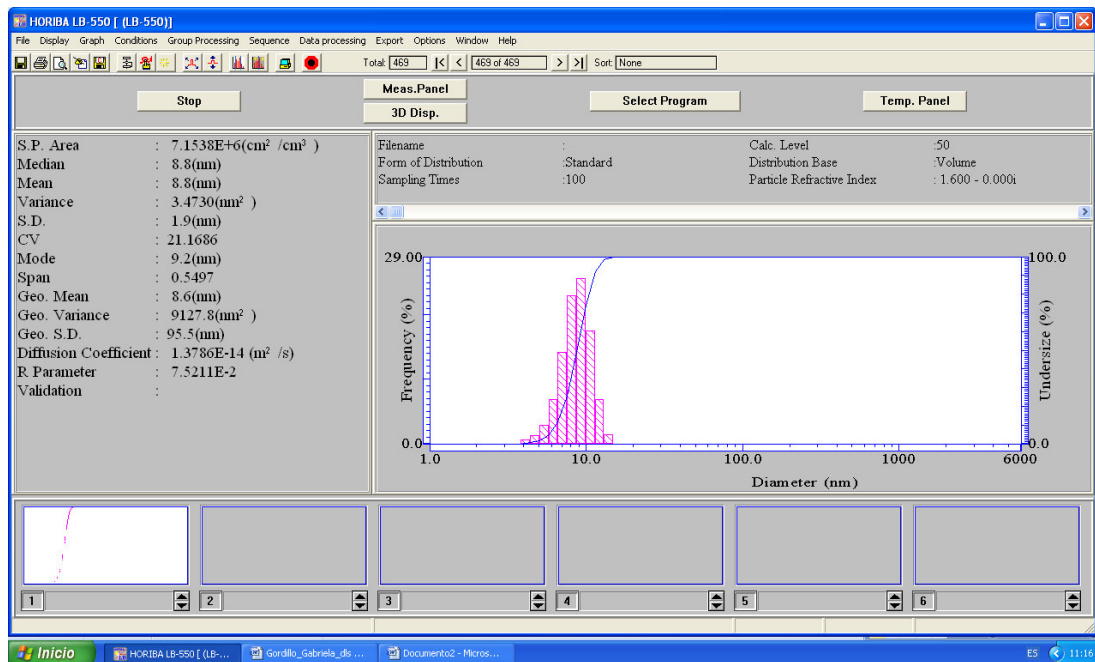 HORIBA LB-550 [ (LB-550)]
File Display Graph Conditions Group Processing Sequence Data processing Export Options Window Help
Total: 469 |< < 469 of 469 > >| Sort: None
Stop
Meas.Panel
3D Disp.
Select Program
Temp. Panel
S.P. Area : 7.1538E+6(cm² /cm³ )
Median : 8.8(nm)
Mean : 8.8(nm)
Variance : 3.4730(nm² )
S.D. : 1.9(nm)
CV : 21.1686
Mode : 9.2(nm)
Span : 0.5497
Geo. Mean : 8.6(nm)
Geo. Variance : 9127.8(nm² )
Geo. S.D. : 95.5(nm)
Diffusion Coefficient : 1.3786E-14 (m² /s)
R Parameter : 7.5211E-2
Validation :
Filename : Calc. Level :50
Form of Distribution :Standard Distribution Base :Volume
Sampling Times :100 Particle Refractive Index : 1.600 - 0.000i
29.00
100.0
Frequency (%)
Undersize (%)
0.0
0.0
1.0 10.0 100.0 1000 6000
Diameter (nm)
1 2 3 4 5 6
Inicio HORIBA LB-550 [ (LB-... Gordillo_Gabriela_dls ... Documento2 - Micros... ES 11:16